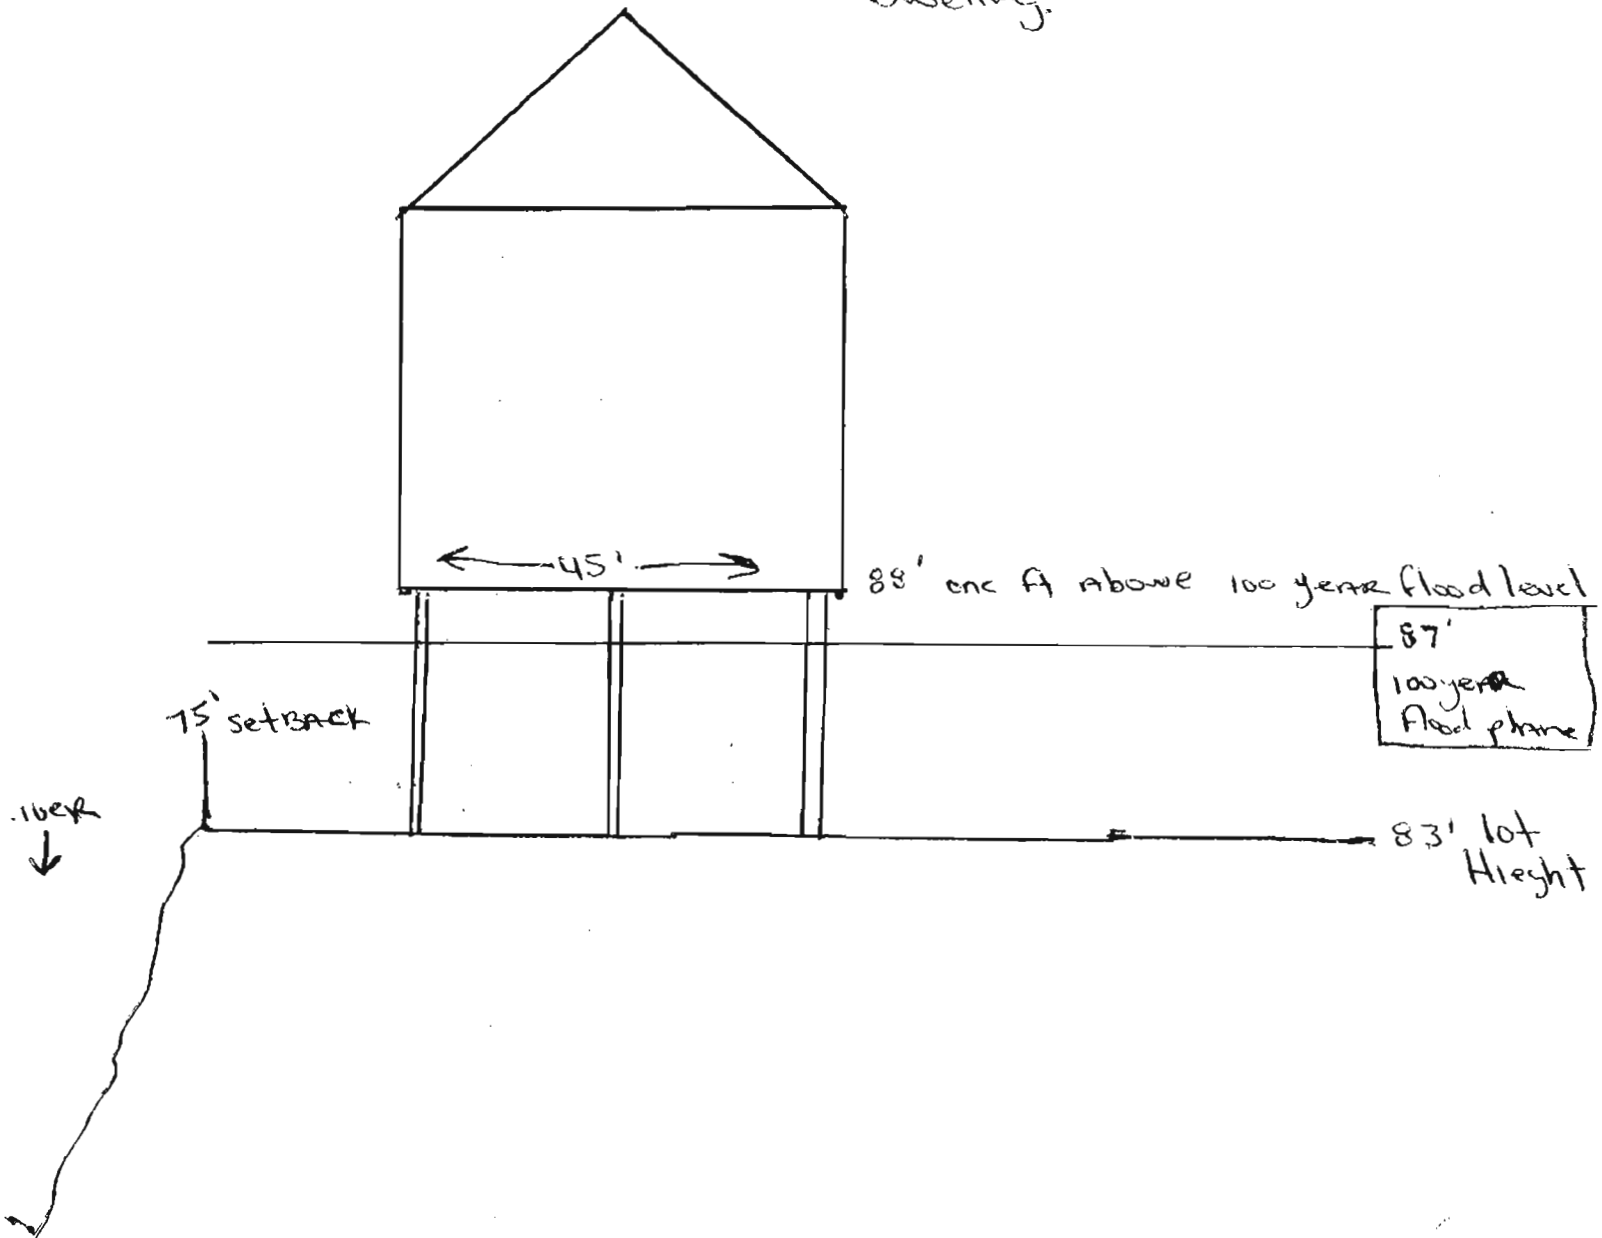 Dwelling.
45'
88' one ft Above 100 year flood level
87'
100 year
flood plane
75' setBACK
83' lot
Hieght